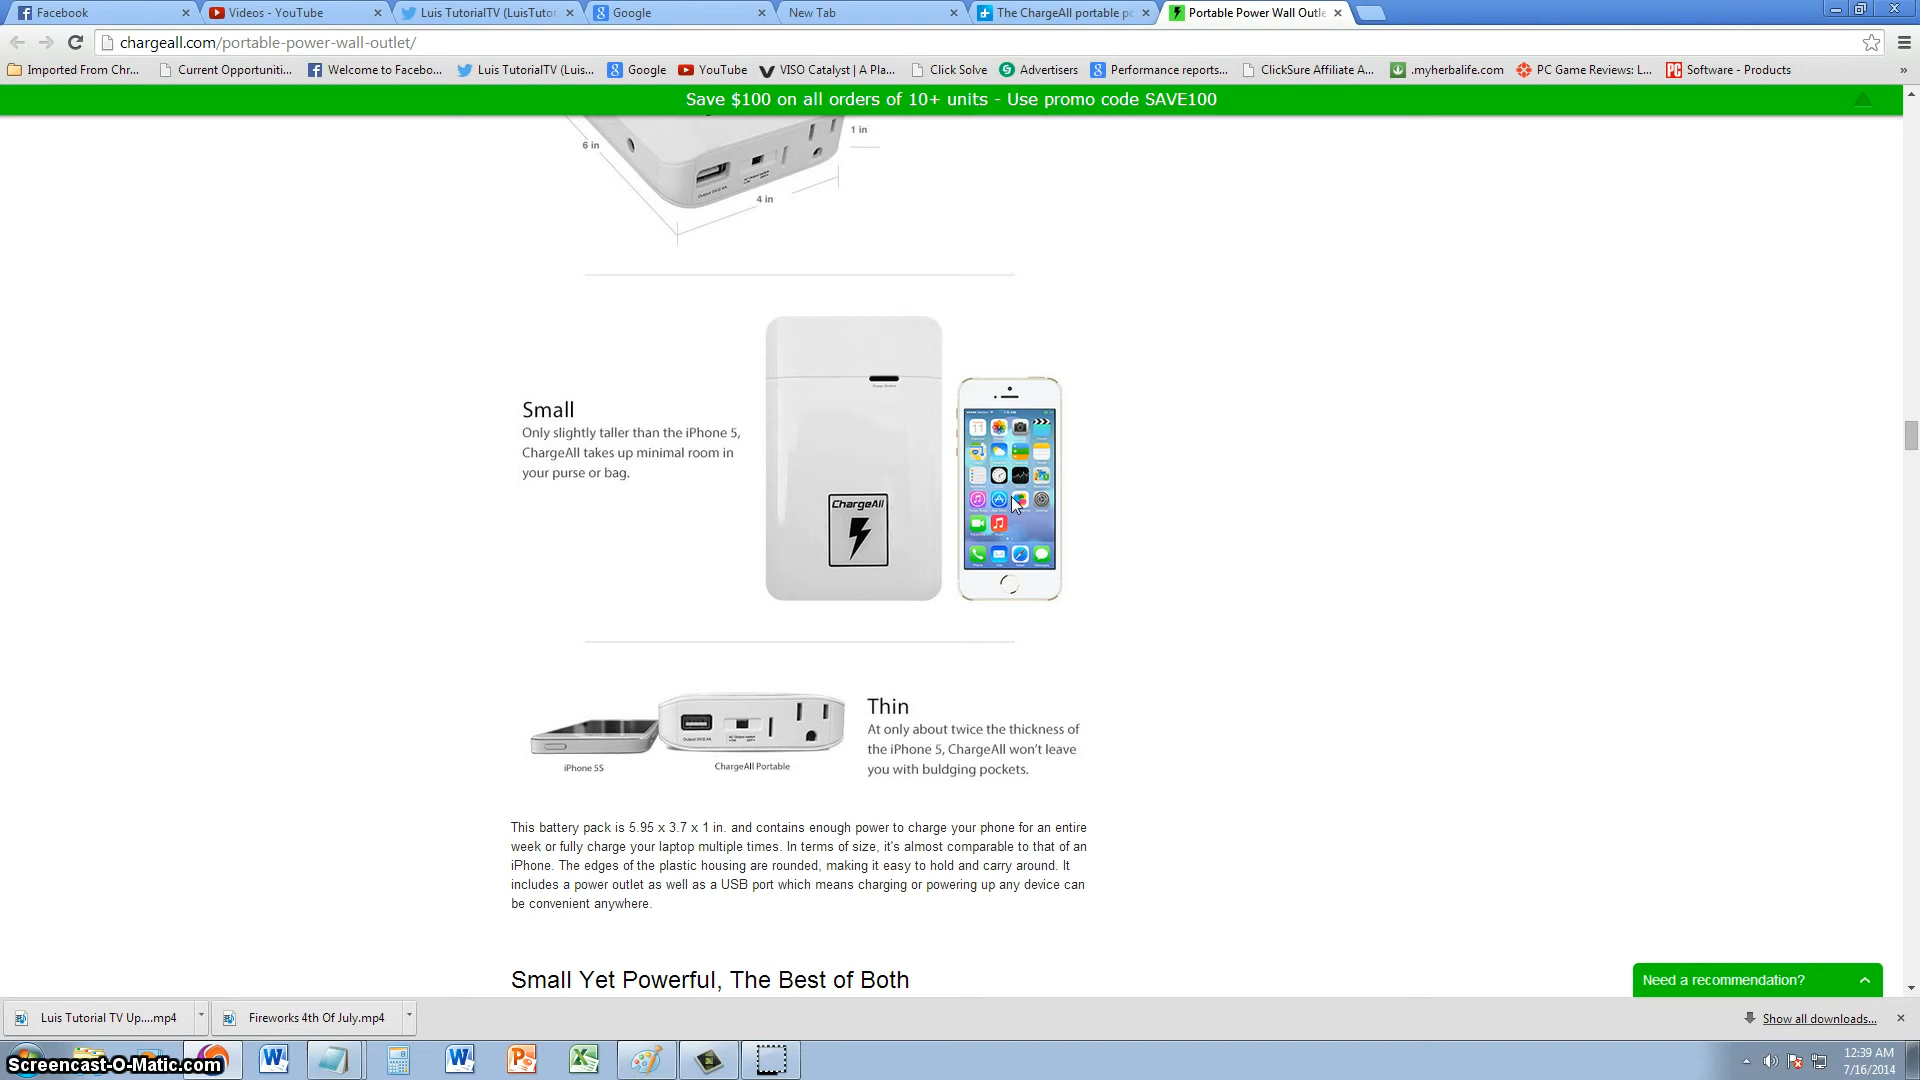 Facebook
Videos - YouTube
Luis TutorialTV (LuisTutor
Google
New Tab
The ChargeAll portable po
Portable Power Wall Outle
chargeall.com/portable-power-wall-outlet/
Imported From Chr...
Current Opportuniti...
Welcome to Facebo...
Luis TutorialTV (Luis...
Google
YouTube
VISO Catalyst | A Pla...
Click Solve
Advertisers
Performance reports...
ClickSure Affiliate A...
.myherbalife.com
PC Game Reviews: L...
Software - Products
Save $100 on all orders of 10+ units - Use promo code SAVE100
1 in
6 in
4 in
Small
Only slightly taller than the iPhone 5,
ChargeAll takes up minimal room in
your purse or bag.
ChargeAll
Thin
At only about twice the thickness of
the iPhone 5, ChargeAll won't leave
you with buldging pockets.
iPhone 5S
ChargeAll Portable
This battery pack is 5.95 x 3.7 x 1 in. and contains enough power to charge your phone for an entire
week or fully charge your laptop multiple times. In terms of size, it's almost comparable to that of an
iPhone. The edges of the plastic housing are rounded, making it easy to hold and carry around. It
includes a power outlet as well as a USB port which means charging or powering up any device can
be convenient anywhere.
Small Yet Powerful, The Best of Both
Need a recommendation?
Luis Tutorial TV Up....mp4
Fireworks 4th Of July.mp4
Show all downloads...
Screencast-O-Matic.com
12:39 AM
7/16/2014